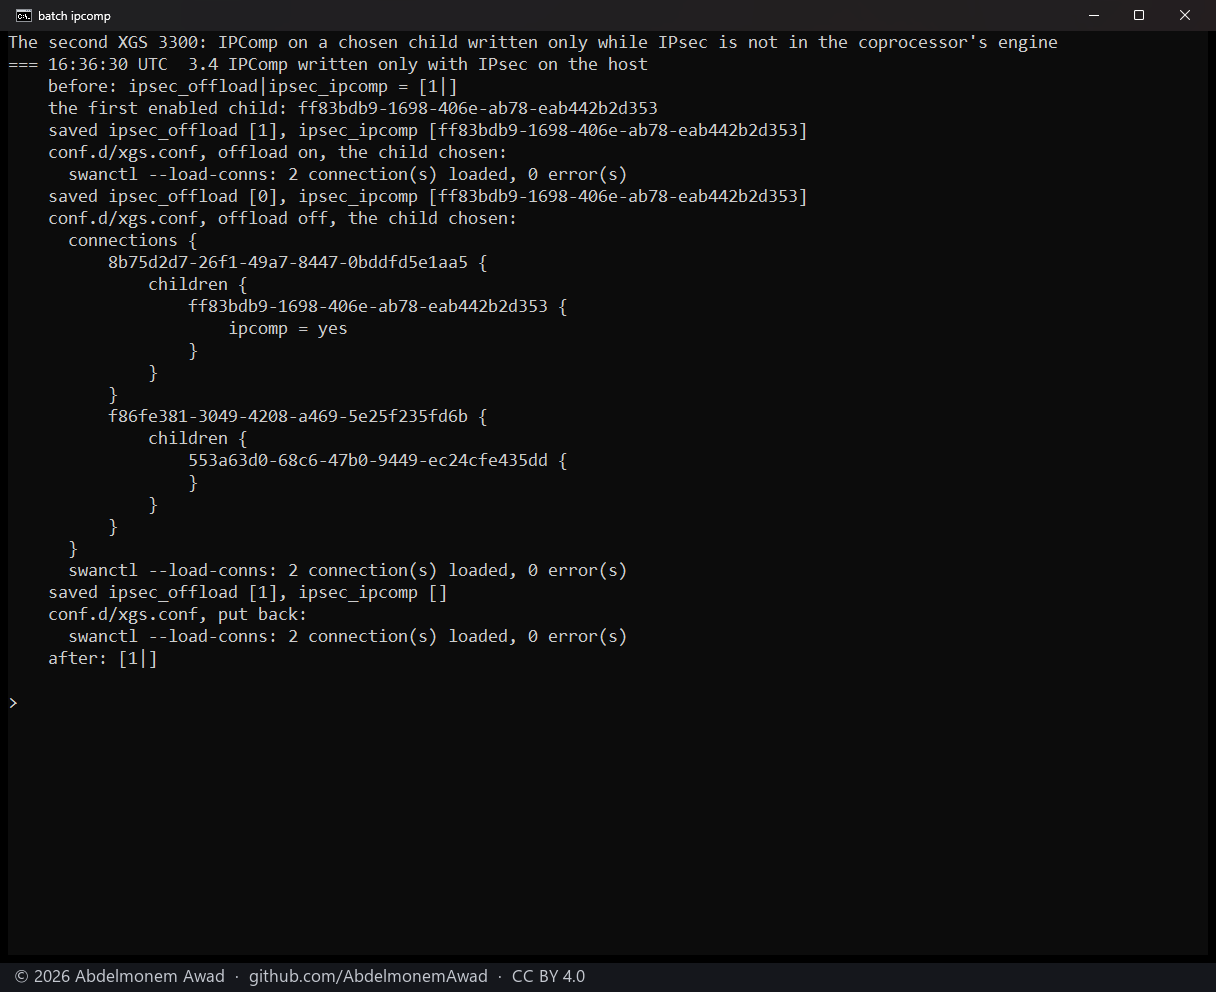 batch ipcomp
The second XGS 3300: IPComp on a chosen child written only while IPsec is not in the coprocessor's engine
=== 16:36:30 UTC  3.4 IPComp written only with IPsec on the host
    before: ipsec_offload|ipsec_ipcomp = [1|]
    the first enabled child: ff83bdb9-1698-406e-ab78-eab442b2d353
    saved ipsec_offload [1], ipsec_ipcomp [ff83bdb9-1698-406e-ab78-eab442b2d353]
    conf.d/xgs.conf, offload on, the child chosen:
      swanctl --load-conns: 2 connection(s) loaded, 0 error(s)
    saved ipsec_offload [0], ipsec_ipcomp [ff83bdb9-1698-406e-ab78-eab442b2d353]
    conf.d/xgs.conf, offload off, the child chosen:
      connections {
          8b75d2d7-26f1-49a7-8447-0bddfd5e1aa5 {
              children {
                  ff83bdb9-1698-406e-ab78-eab442b2d353 {
                      ipcomp = yes
                  }
              }
          }
          f86fe381-3049-4208-a469-5e25f235fd6b {
              children {
                  553a63d0-68c6-47b0-9449-ec24cfe435dd {
                  }
              }
          }
      }
      swanctl --load-conns: 2 connection(s) loaded, 0 error(s)
    saved ipsec_offload [1], ipsec_ipcomp []
    conf.d/xgs.conf, put back:
      swanctl --load-conns: 2 connection(s) loaded, 0 error(s)
    after: [1|]
>
© 2026 Abdelmonem Awad · github.com/AbdelmonemAwad · CC BY 4.0